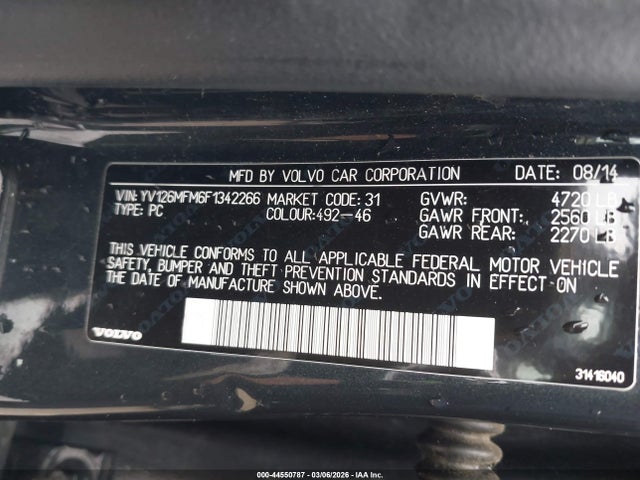 MFD BY VOLVO CAR CORPORATION DATE: 08/14
VIN: YV126MFM6F1342266 MARKET CODE: 31 GVWR: 4720 LB
TYPE: PC COLOUR:492-46 GAWR FRONT: 2560 LB
GAWR REAR: 2270 LB
THIS VEHICLE CONFORMS TO ALL APPLICABLE FEDERAL MOTOR VEHICLE
SAFETY, BUMPER AND THEFT PREVENTION STANDARDS IN EFFECT ON
THE DATE OF MANUFACTURE SHOWN ABOVE.
VOLVO
31416040
000-44550787 - 03/06/2026 - IAA Inc.